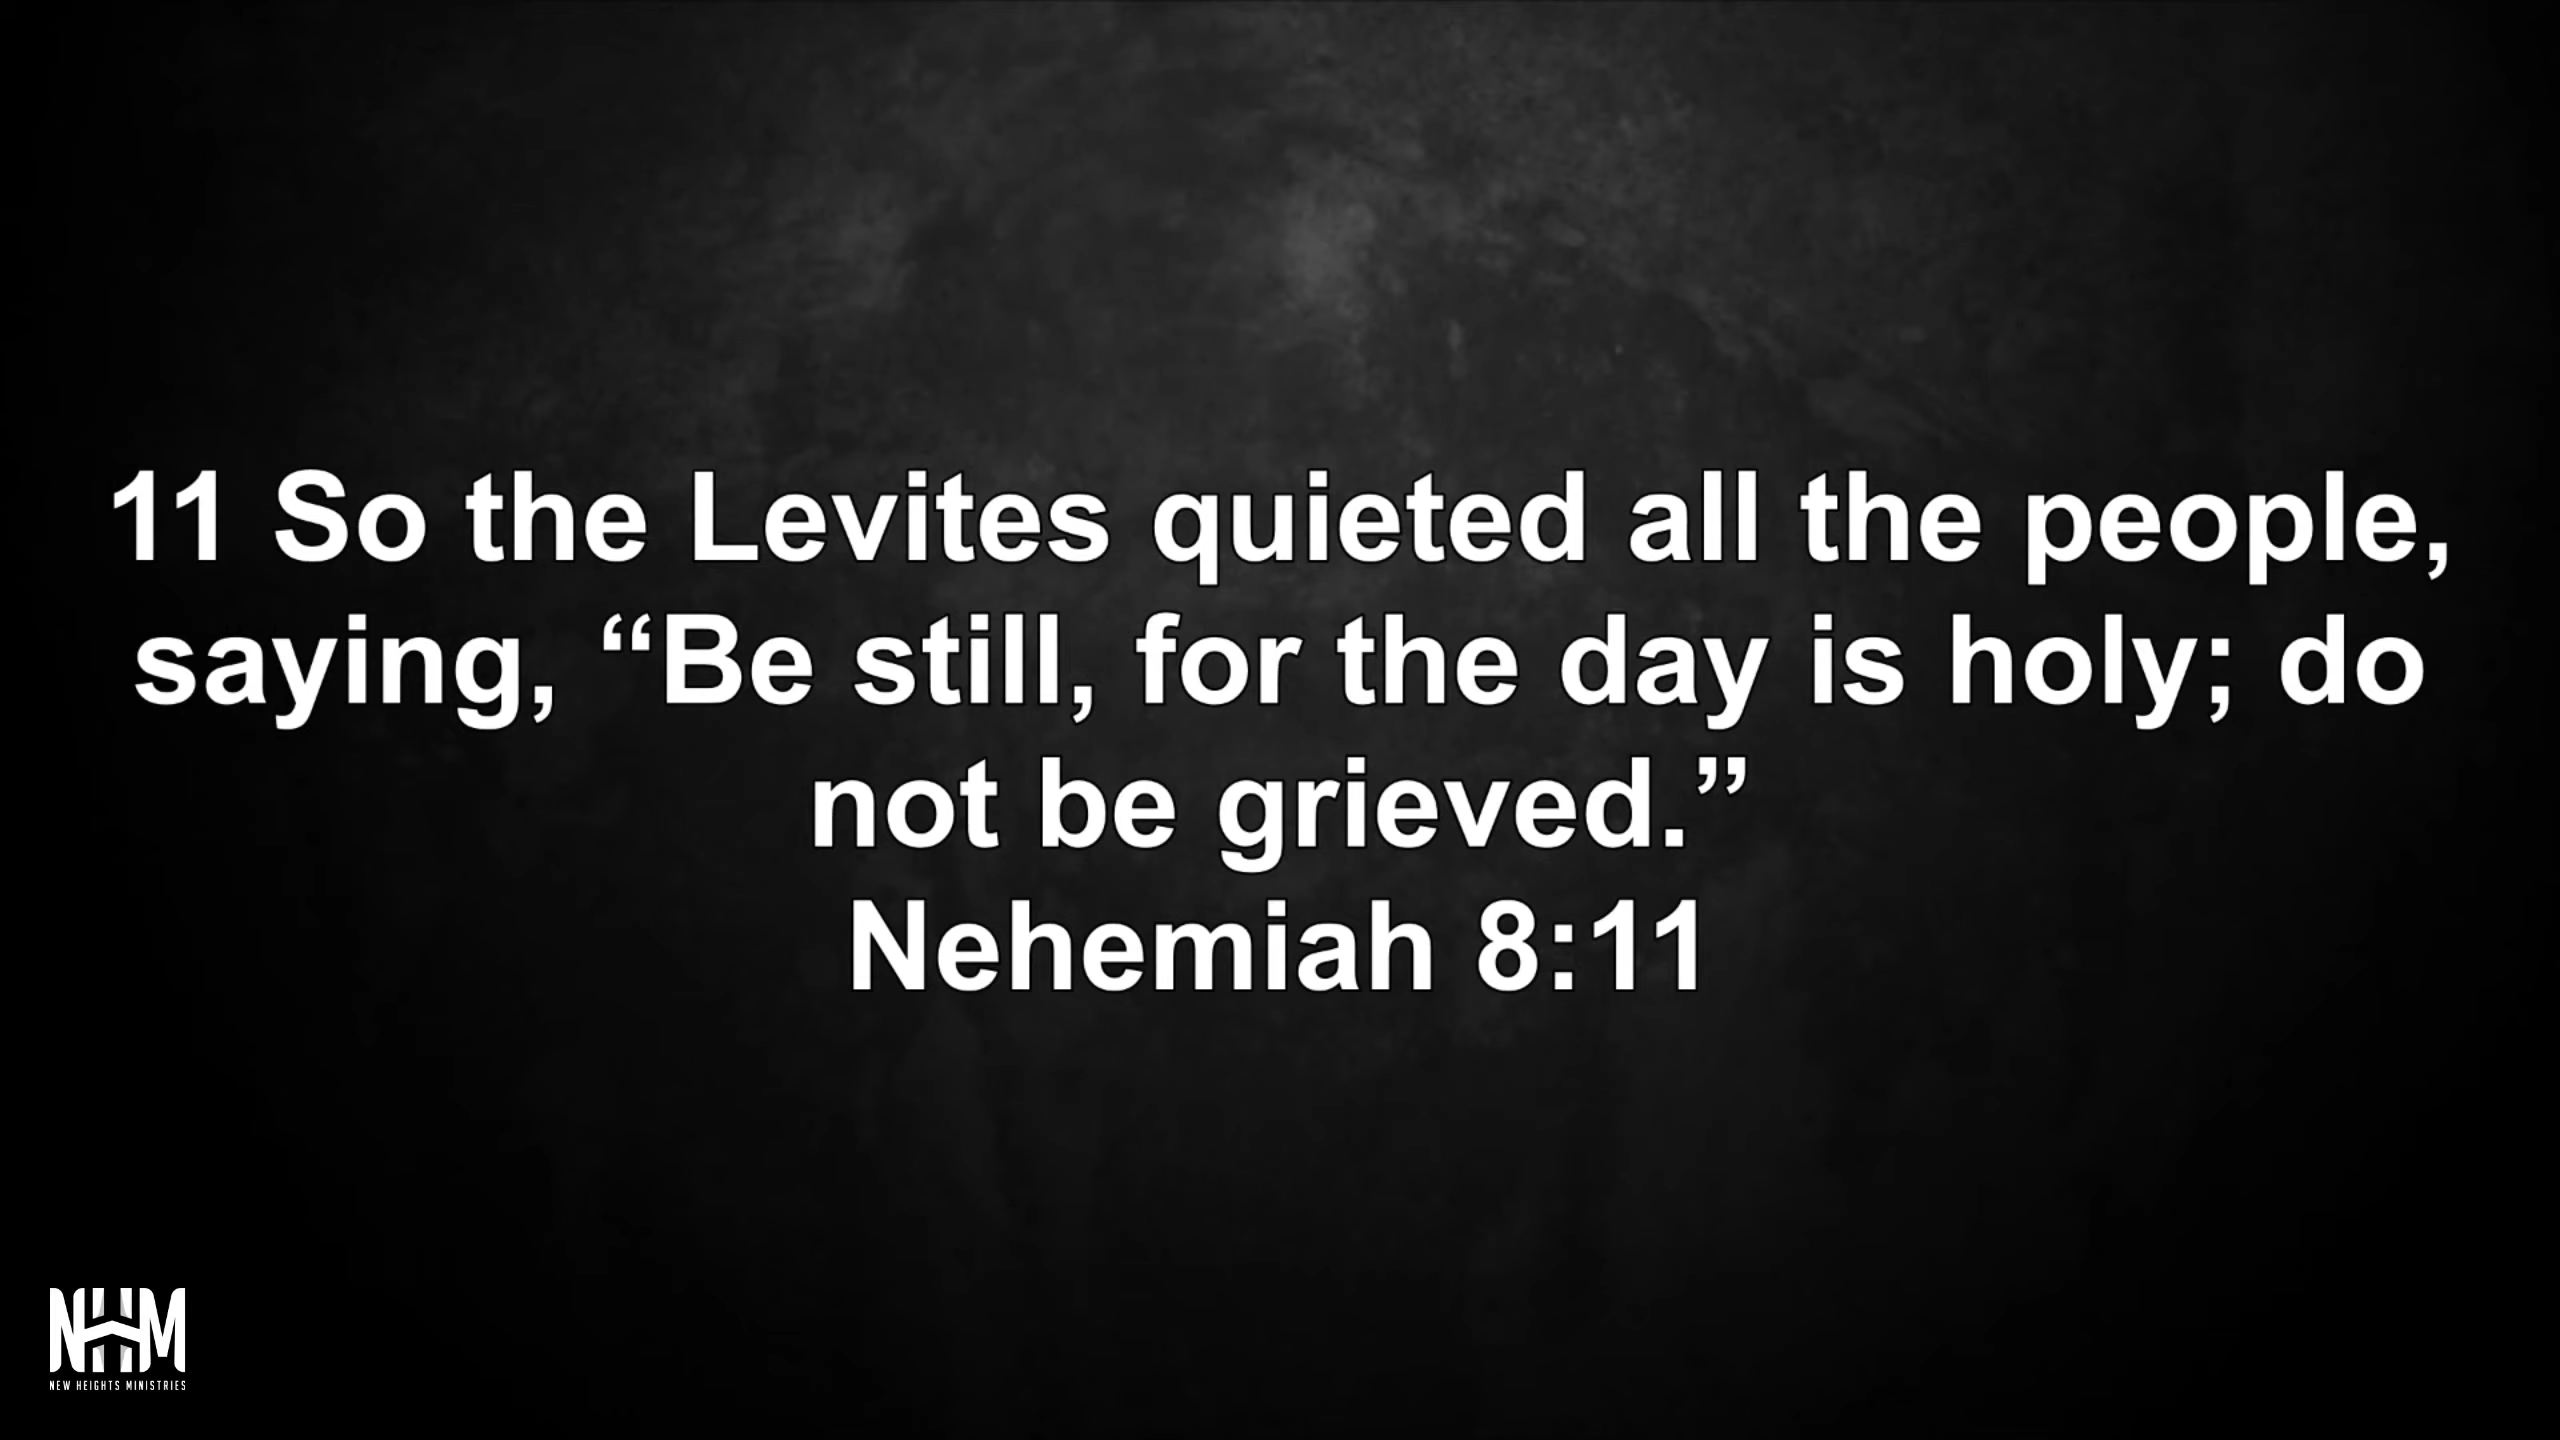 11 So the Levites quieted all the people,
saying, “Be still, for the day is holy; do
not be grieved.”
Nehemiah 8:11
NHM
NEW HEIGHTS MINISTRIES